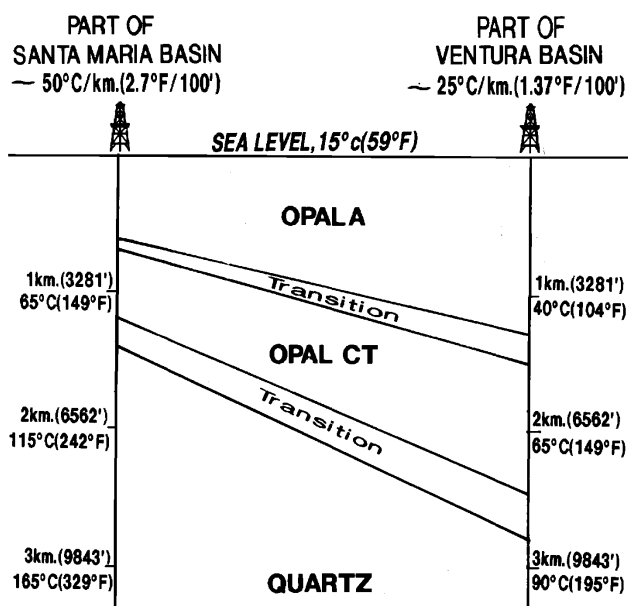 PART OF
SANTA MARIA BASIN
~ 50°C/km.(2.7°F/100')
PART OF
VENTURA BASIN
~ 25°C/km.(1.37°F/100')
SEA LEVEL, 15°c(59°F)
OPAL A
1km.(3281')
65°C(149°F)
Transition
1km.(3281')
40°C(104°F)
OPAL CT
2km.(6562')
115°C(242°F)
Transition
2km.(6562')
65°C(149°F)
3km.(9843')
165°C(329°F)
QUARTZ
3km.(9843')
90°C(195°F)